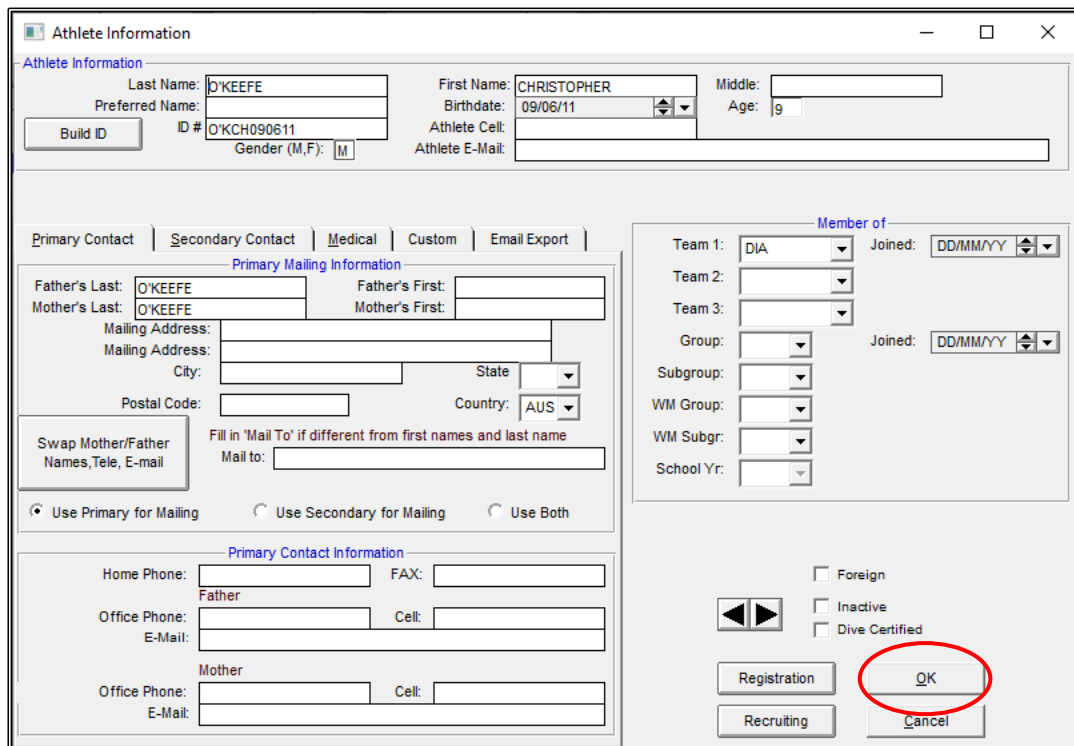 Athlete Information
Athlete Information
Last Name: O'KEEFE First Name: CHRISTOPHER Middle:
Preferred Name: Birthdate: 09/06/11 Age: 9
Build ID ID # O'KCH090611 Athlete Cell:
Gender (M,F): M Athlete E-Mail:
Primary Contact Secondary Contact Medical Custom Email Export
Primary Mailing Information
Father's Last: O'KEEFE Father's First:
Mother's Last: O'KEEFE Mother's First:
Mailing Address:
Mailing Address:
City: State
Postal Code: Country: AUS
Swap Mother/Father
Names,Tele, E-mail
Fill in 'Mail To' if different from first names and last name
Mail to:
Use Primary for Mailing Use Secondary for Mailing Use Both
Primary Contact Information
Home Phone: FAX:
Father
Office Phone: Cell:
E-Mail:
Mother
Office Phone: Cell:
E-Mail:
Member of
Team 1: DIA Joined: DD/MM/YY
Team 2:
Team 3:
Group: Joined: DD/MM/YY
Subgroup:
WM Group:
WM Subgr:
School Yr:
Foreign
Inactive
Dive Certified
Registration OK
Recruiting Cancel